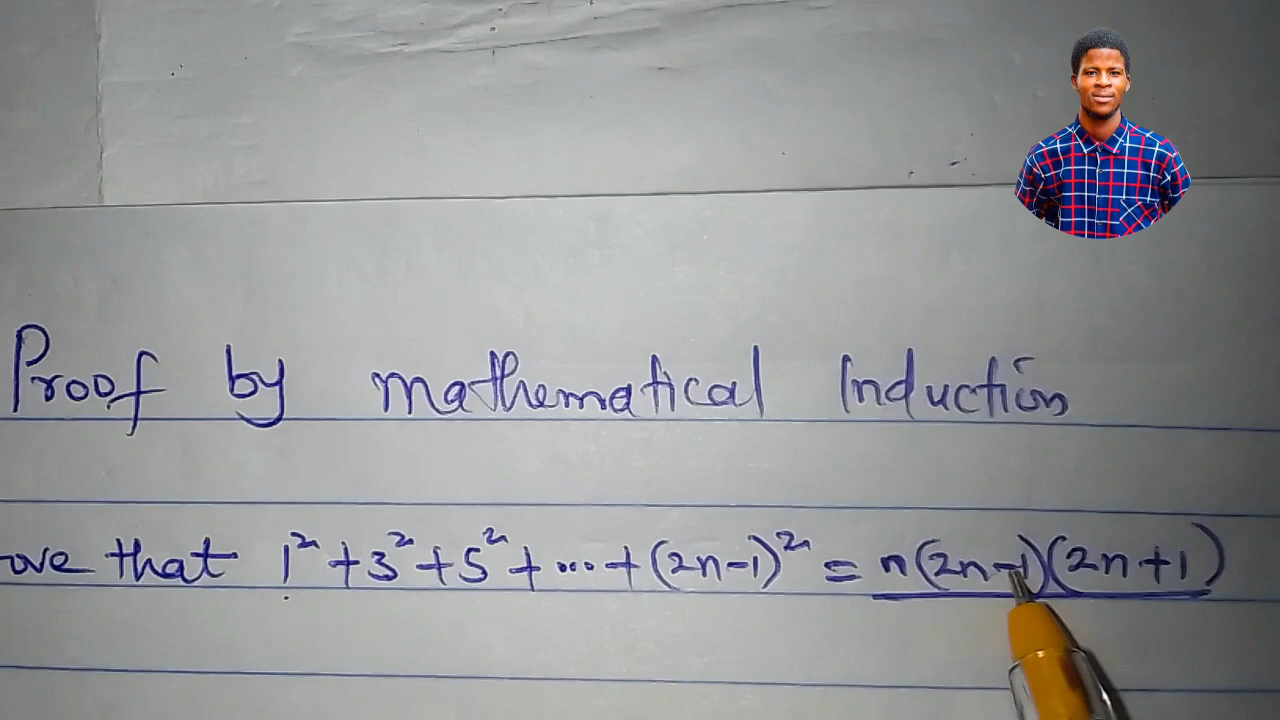 Proof by mathematical Induction
ove that 1² + 3² + 5² + ... + (2n-1)² = n(2n-1)(2n+1)